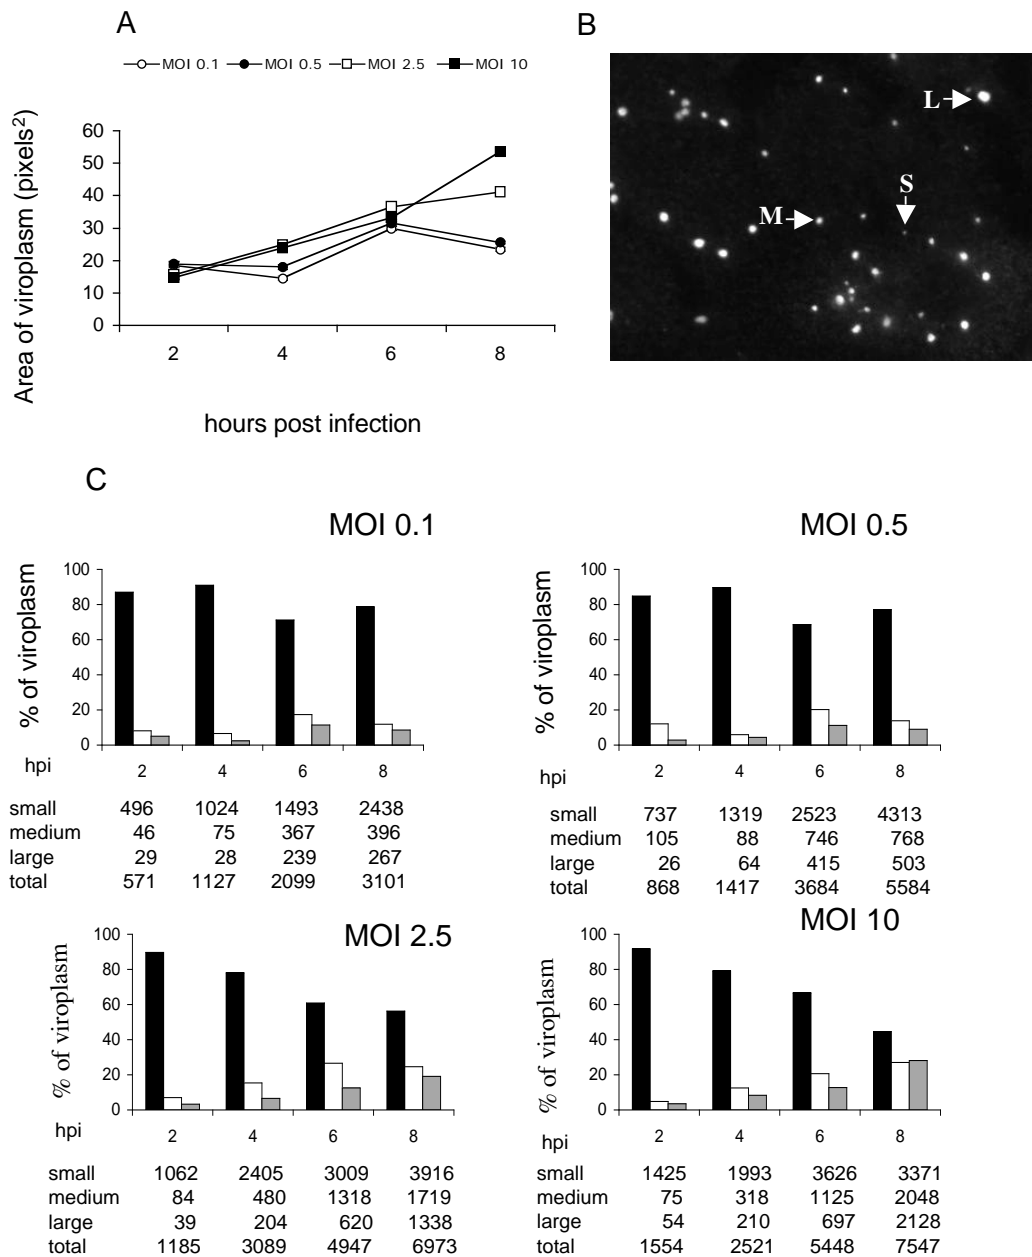 A
MOI 0.1 MOI 0.5 MOI 2.5 MOI 10
Area of viroplasm (pixels²)
60
50
40
30
20
10
0
2 4 6 8
hours post infection
B
L
S
M
C
MOI 0.1
% of viroplasm
100
80
60
40
20
0
hpi 2 4 6 8
small 496 1024 1493 2438
medium 46 75 367 396
large 29 28 239 267
total 571 1127 2099 3101
MOI 0.5
% of viroplasm
100
80
60
40
20
0
hpi 2 4 6 8
small 737 1319 2523 4313
medium 105 88 746 768
large 26 64 415 503
total 868 1417 3684 5584
MOI 2.5
% of viroplasm
100
80
60
40
20
0
hpi 2 4 6 8
small 1062 2405 3009 3916
medium 84 480 1318 1719
large 39 204 620 1338
total 1185 3089 4947 6973
MOI 10
% of viroplasm
100
80
60
40
20
0
hpi 2 4 6 8
small 1425 1993 3626 3371
medium 75 318 1125 2048
large 54 210 697 2128
total 1554 2521 5448 7547